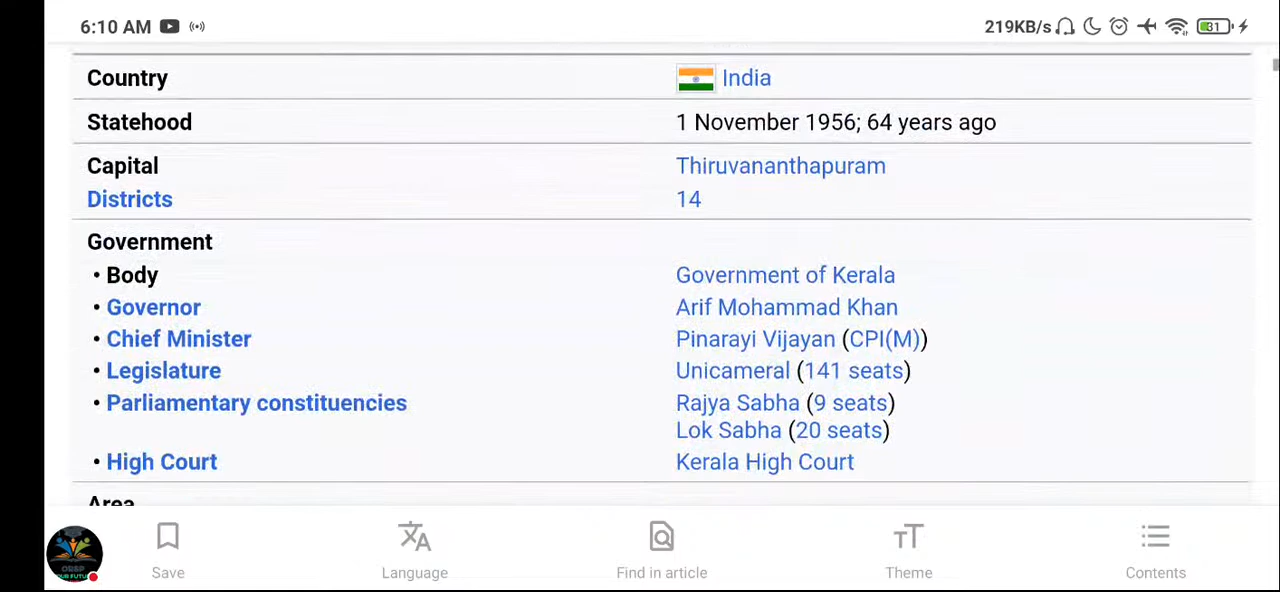 6:10 AM 219KB/s 31
Country India
Statehood 1 November 1956; 64 years ago
Capital Thiruvananthapuram
Districts 14
Government
• Body Government of Kerala
• Governor Arif Mohammad Khan
• Chief Minister Pinarayi Vijayan (CPI(M))
• Legislature Unicameral (141 seats)
• Parliamentary constituencies Rajya Sabha (9 seats)
Lok Sabha (20 seats)
• High Court Kerala High Court
Area
Save Language Find in article Theme Contents